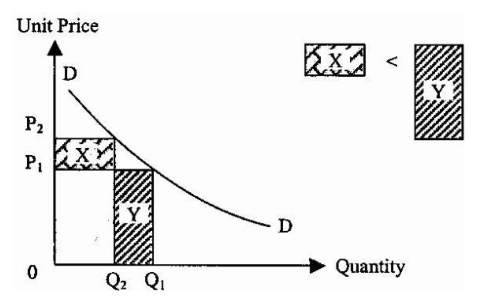 Unit Price
D
X < Y
P₂
X
P₁
Y
D
0
Q₂ Q₁
Quantity